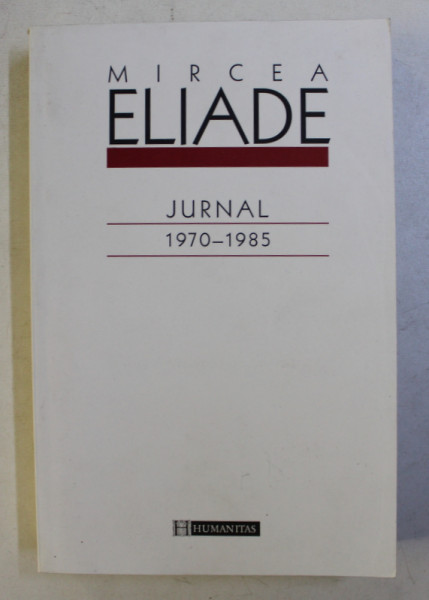 MIRCEA
ELIADE
JURNAL
1970–1985
H HUMANITAS